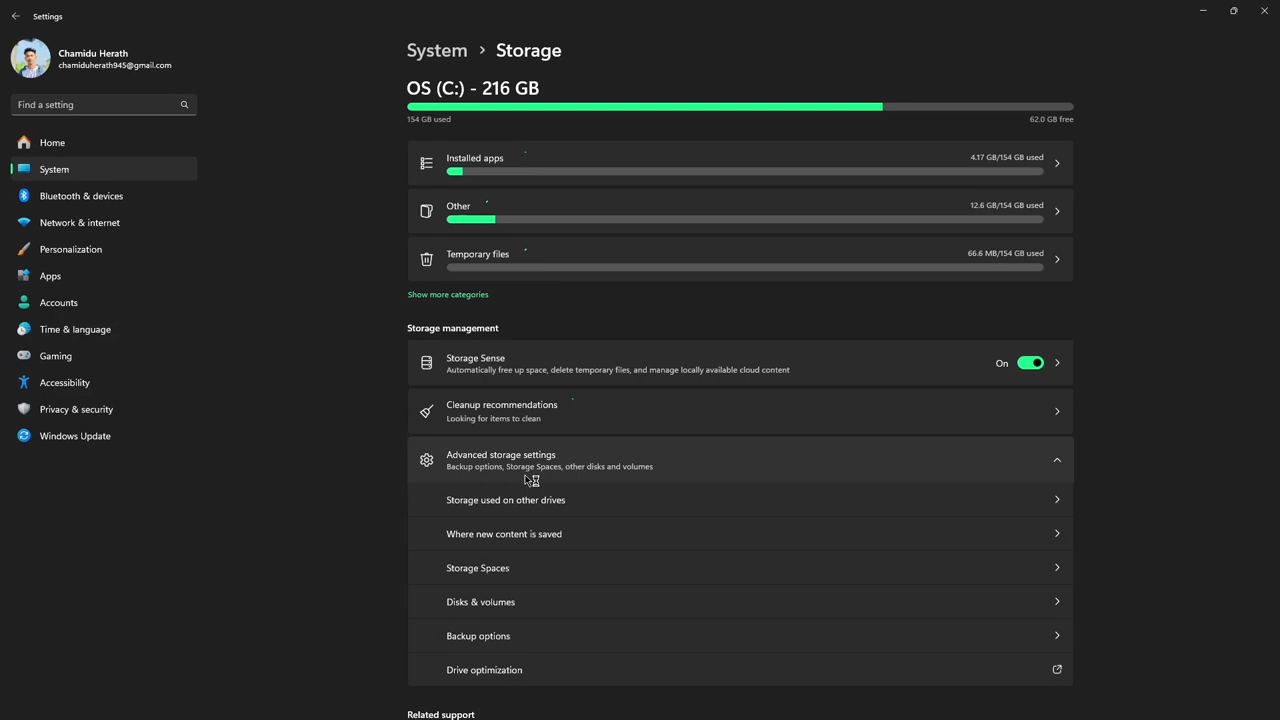 Settings
Chamidu Herath
chamiduherath945@gmail.com
Find a setting
Home
System
Bluetooth & devices
Network & internet
Personalization
Apps
Accounts
Time & language
Gaming
Accessibility
Privacy & security
Windows Update
System > Storage
OS (C:) - 216 GB
154 GB used 62.0 GB free
Installed apps 4.17 GB/154 GB used
Other 12.6 GB/154 GB used
Temporary files 66.6 MB/154 GB used
Show more categories
Storage management
Storage Sense On
Automatically free up space, delete temporary files, and manage locally available cloud content
Cleanup recommendations
Looking for items to clean
Advanced storage settings
Backup options, Storage Spaces, other disks and volumes
Storage used on other drives
Where new content is saved
Storage Spaces
Disks & volumes
Backup options
Drive optimization
Related support